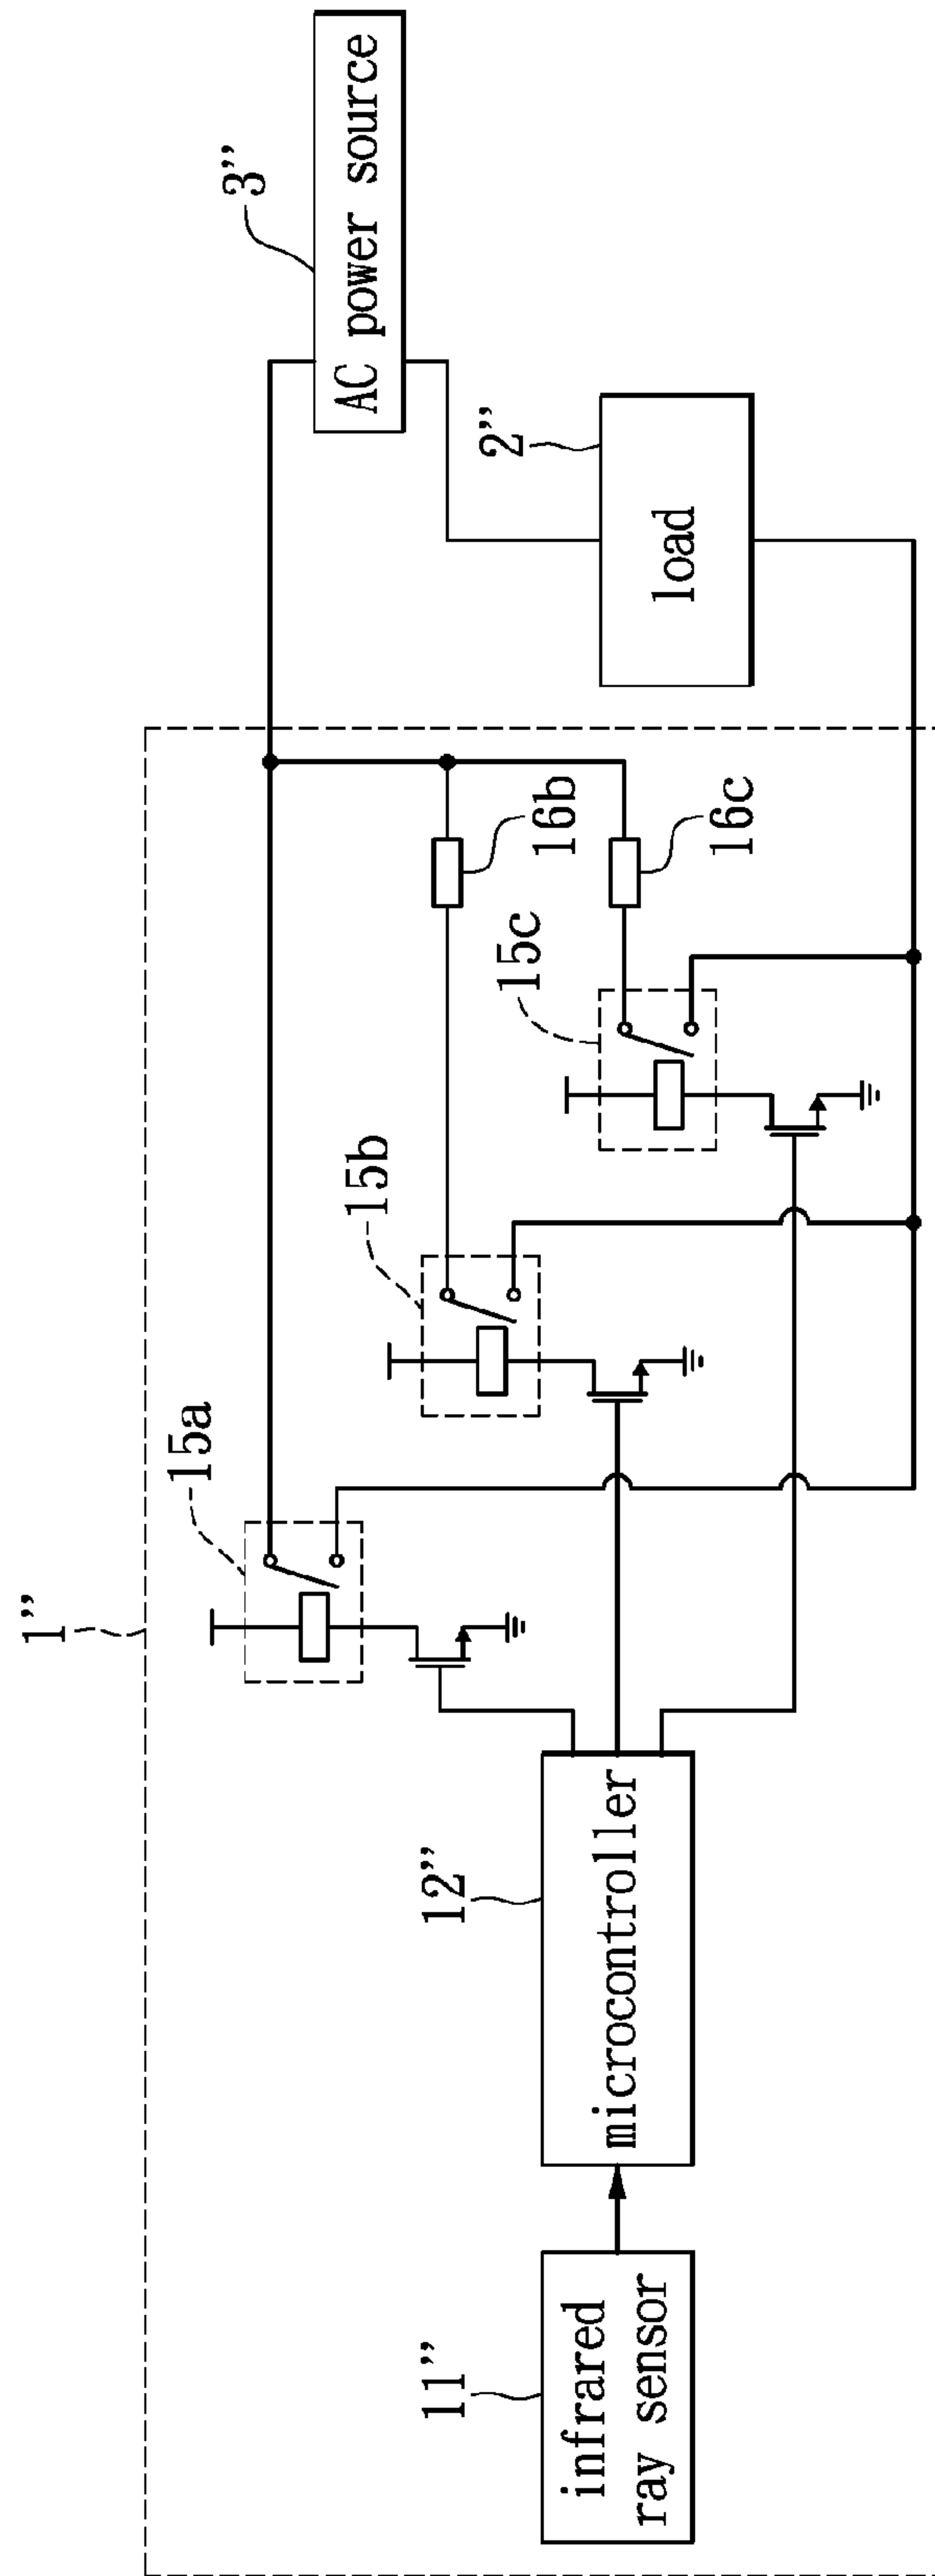 1’’
3’’
AC power source
15a
15b
2’’
load
16b
15c
16c
11’’
infrared
ray sensor
12’’
microcontroller